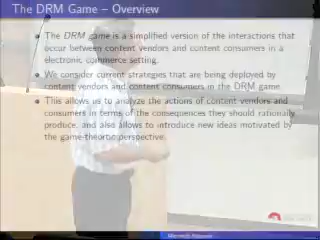 The DRM Game – Overview
The DRM game is a simplified version of the interactions that
occur between content vendors and content consumers in a
electronic commerce setting.
We consider current strategies that are being deployed by
content vendors and content consumers in the DRM game.
This allows us to analyze the actions of content vendors and
consumers in terms of the consequences they should rationally
produce, and also allows to introduce new ideas motivated by
the game-theoretic perspective.